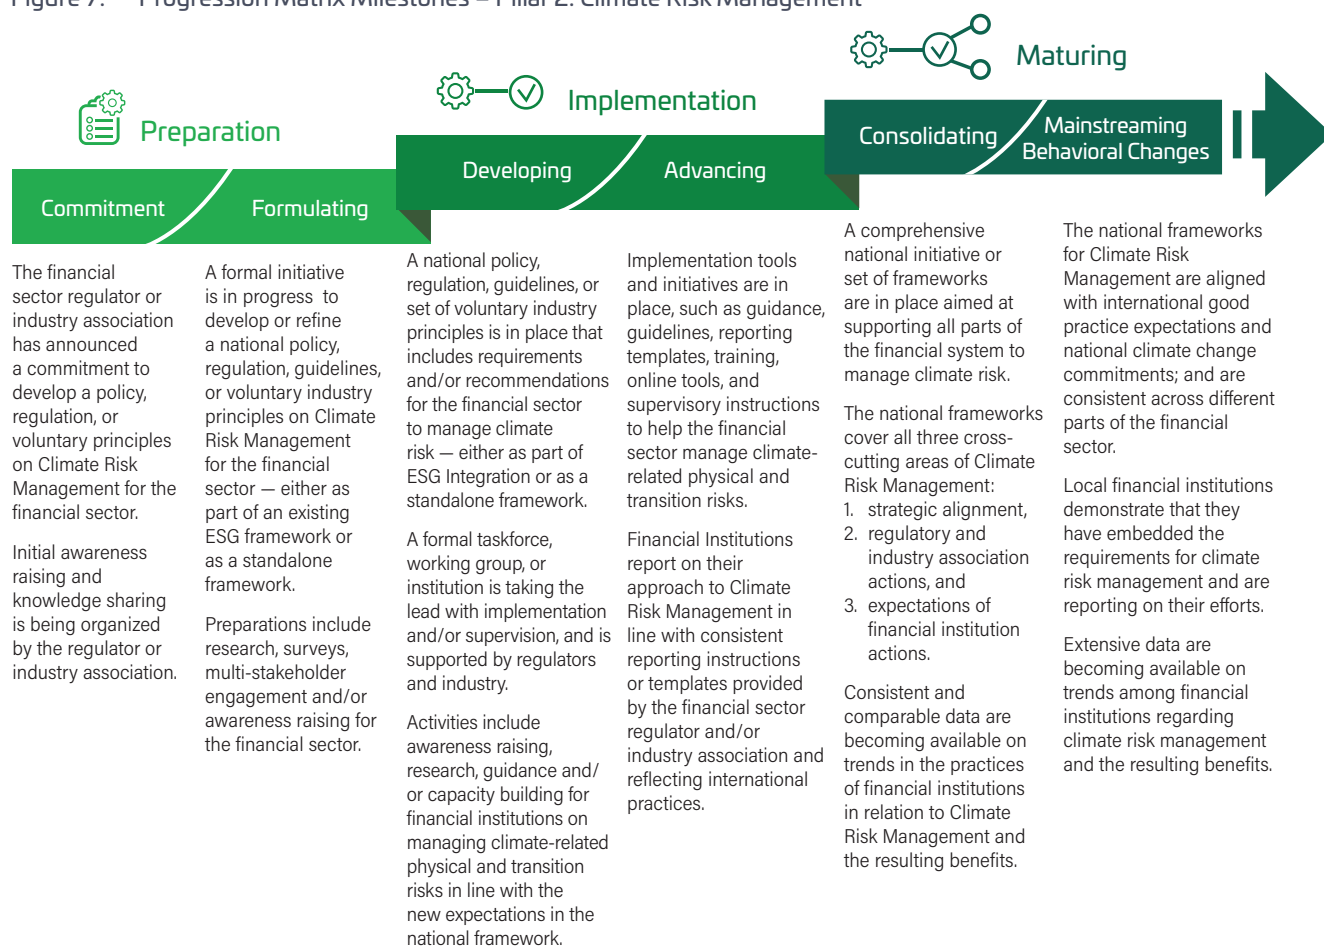 Figure 7. Progression Matrix Milestones – Pillar 2: Climate Risk Management
Preparation
Implementation
Maturing
Commitment
Formulating
Developing
Advancing
Consolidating
Mainstreaming
Behavioral Changes
The financial
sector regulator or
industry association
has announced
a commitment to
develop a policy,
regulation, or
voluntary principles
on Climate Risk
Management for the
financial sector.
Initial awareness
raising and
knowledge sharing
is being organized
by the regulator or
industry association.
A formal initiative
is in progress to
develop or refine
a national policy,
regulation, guidelines,
or voluntary industry
principles on Climate
Risk Management
for the financial
sector — either as
part of an existing
ESG framework or
as a standalone
framework.
Preparations include
research, surveys,
multi-stakeholder
engagement and/or
awareness raising for
the financial sector.
A national policy,
regulation, guidelines, or
set of voluntary industry
principles is in place that
includes requirements
and/or recommendations
for the financial sector
to manage climate
risk — either as part of
ESG Integration or as a
standalone framework.
A formal taskforce,
working group, or
institution is taking the
lead with implementation
and/or supervision, and is
supported by regulators
and industry.
Activities include
awareness raising,
research, guidance and/
or capacity building for
financial institutions on
managing climate-related
physical and transition
risks in line with the
new expectations in the
national framework.
Implementation tools
and initiatives are in
place, such as guidance,
guidelines, reporting
templates, training,
online tools, and
supervisory instructions
to help the financial
sector manage climate-
related physical and
transition risks.
Financial Institutions
report on their
approach to Climate
Risk Management in
line with consistent
reporting instructions
or templates provided
by the financial sector
regulator and/or
industry association and
reflecting international
practices.
A comprehensive
national initiative or
set of frameworks
are in place aimed at
supporting all parts of
the financial system to
manage climate risk.
The national frameworks
cover all three cross-
cutting areas of Climate
Risk Management:
1. strategic alignment,
2. regulatory and
industry association
actions, and
3. expectations of
financial institution
actions.
Consistent and
comparable data are
becoming available on
trends in the practices
of financial institutions
in relation to Climate
Risk Management and
the resulting benefits.
The national frameworks
for Climate Risk
Management are aligned
with international good
practice expectations and
national climate change
commitments; and are
consistent across different
parts of the financial
sector.
Local financial institutions
demonstrate that they
have embedded the
requirements for climate
risk management and are
reporting on their efforts.
Extensive data are
becoming available on
trends among financial
institutions regarding
climate risk management
and the resulting benefits.